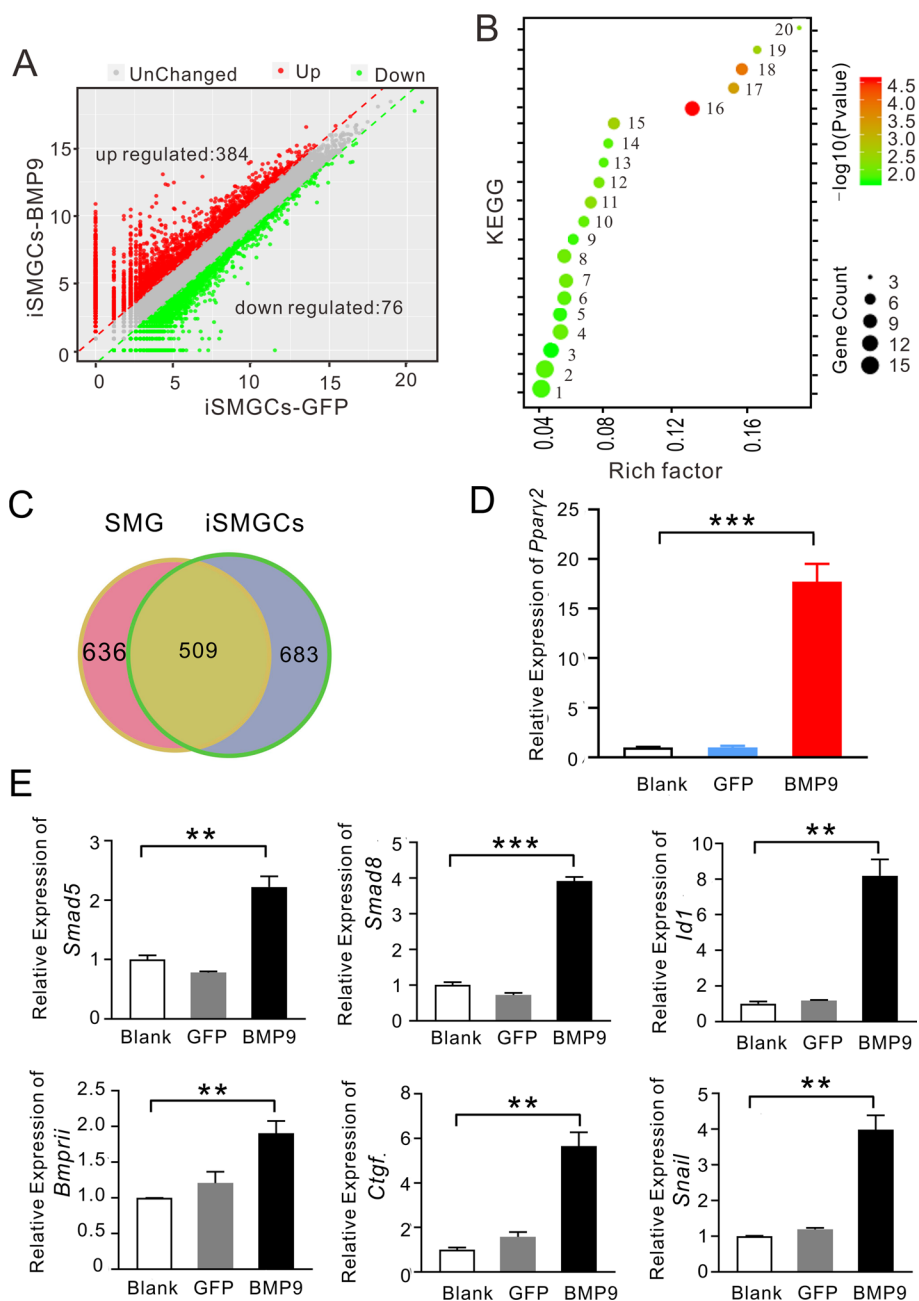 A
UnChanged Up Down
up regulated:384
down regulated:76
iSMGCs-BMP9
15
10
5
0
0 5 10 15 20
iSMGCs-GFP
B
KEGG
20
19
18
17
16
15
14
13
12
11
10
9
8
7
6
5
4
3
2
1
0.04 0.08 0.12 0.16
Rich factor
-log10(Pvalue)
4.5
4.0
3.5
3.0
2.5
2.0
Gene Count
3
6
9
12
15
C
SMG iSMGCs
636 509 683
D
Relative Expression of Pparγ2
25
20
15
10
5
0
***
Blank GFP BMP9
E
Relative Expression of
Smad5
3
2
1
0
**
Blank GFP BMP9
Relative Expression of
Smad8
5
4
3
2
1
0
***
Blank GFP BMP9
Relative Expression of
Id1
10
8
6
4
2
0
**
Blank GFP BMP9
Relative Expression of
Bmprii
2.5
2.0
1.5
1.0
0.5
0.0
**
Blank GFP BMP9
Relative Expression of
Ctgf.
8
6
4
2
0
**
Blank GFP BMP9
Relative Expression of
Snail
5
4
3
2
1
0
**
Blank GFP BMP9